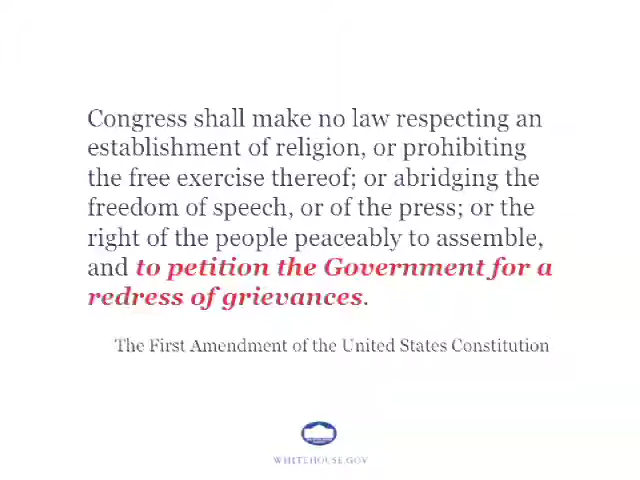 Congress shall make no law respecting an
establishment of religion, or prohibiting
the free exercise thereof; or abridging the
freedom of speech, or of the press; or the
right of the people peaceably to assemble,
and to petition the Government for a
redress of grievances.
The First Amendment of the United States Constitution
WHITEHOUSE.GOV